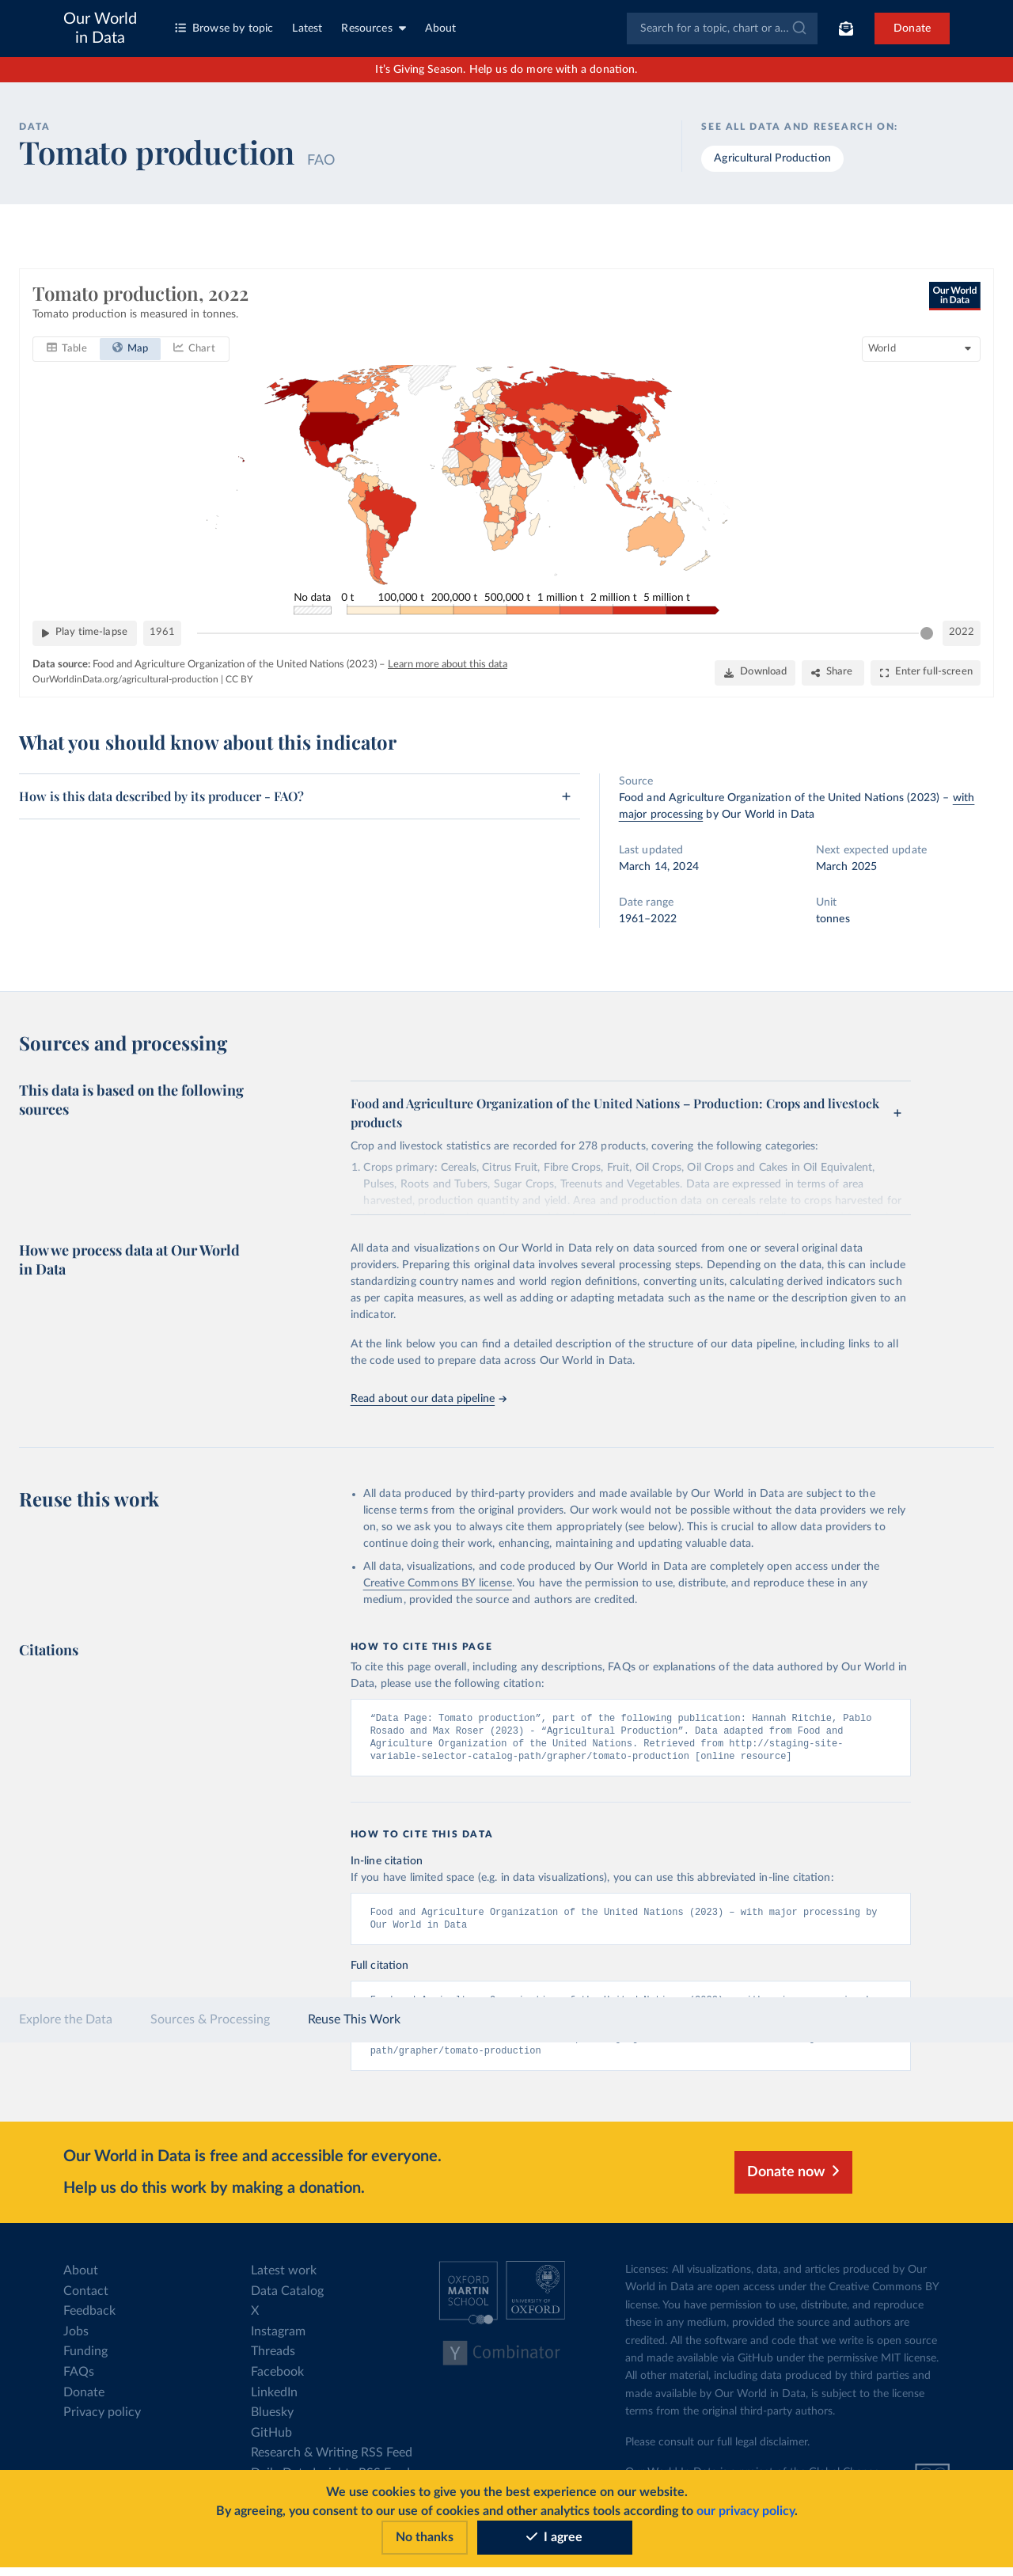 Our World
in Data
Browse by topic
Latest
Resources
About
Search for a topic, chart or a...
Donate
It's Giving Season. Help us do more with a donation.
DATA
Tomato production FAO
SEE ALL DATA AND RESEARCH ON:
Agricultural Production
Tomato production, 2022
Tomato production is measured in tonnes.
Our World
in Data
Table
Map
Chart
World
No data
0 t
100,000 t
200,000 t
500,000 t
1 million t
2 million t
5 million t
Play time-lapse
1961
2022
Data source: Food and Agriculture Organization of the United Nations (2023) – Learn more about this data
OurWorldinData.org/agricultural-production | CC BY
Download
Share
Enter full-screen
What you should know about this indicator
How is this data described by its producer - FAO?
Source
Food and Agriculture Organization of the United Nations (2023) – with
major processing by Our World in Data
Last updated
March 14, 2024
Next expected update
March 2025
Date range
1961–2022
Unit
tonnes
Sources and processing
This data is based on the following
sources
Food and Agriculture Organization of the United Nations – Production: Crops and livestock
products
Crop and livestock statistics are recorded for 278 products, covering the following categories:
1. Crops primary: Cereals, Citrus Fruit, Fibre Crops, Fruit, Oil Crops, Oil Crops and Cakes in Oil Equivalent,
Pulses, Roots and Tubers, Sugar Crops, Treenuts and Vegetables. Data are expressed in terms of area
harvested, production quantity and yield. Area and production data on cereals relate to crops harvested for
How we process data at Our World
in Data
All data and visualizations on Our World in Data rely on data sourced from one or several original data
providers. Preparing this original data involves several processing steps. Depending on the data, this can include
standardizing country names and world region definitions, converting units, calculating derived indicators such
as per capita measures, as well as adding or adapting metadata such as the name or the description given to an
indicator.
At the link below you can find a detailed description of the structure of our data pipeline, including links to all
the code used to prepare data across Our World in Data.
Read about our data pipeline →
Reuse this work
• All data produced by third-party providers and made available by Our World in Data are subject to the
license terms from the original providers. Our work would not be possible without the data providers we rely
on, so we ask you to always cite them appropriately (see below). This is crucial to allow data providers to
continue doing their work, enhancing, maintaining and updating valuable data.
• All data, visualizations, and code produced by Our World in Data are completely open access under the
Creative Commons BY license. You have the permission to use, distribute, and reproduce these in any
medium, provided the source and authors are credited.
Citations
HOW TO CITE THIS PAGE
To cite this page overall, including any descriptions, FAQs or explanations of the data authored by Our World in
Data, please use the following citation:
“Data Page: Tomato production”, part of the following publication: Hannah Ritchie, Pablo
Rosado and Max Roser (2023) - “Agricultural Production”. Data adapted from Food and
Agriculture Organization of the United Nations. Retrieved from http://staging-site-
variable-selector-catalog-path/grapher/tomato-production [online resource]
HOW TO CITE THIS DATA
In-line citation
If you have limited space (e.g. in data visualizations), you can use this abbreviated in-line citation:
Food and Agriculture Organization of the United Nations (2023) – with major processing by
Our World in Data
Full citation
Explore the Data
Sources & Processing
Reuse This Work
path/grapher/tomato-production
Our World in Data is free and accessible for everyone.
Help us do this work by making a donation.
Donate now
About
Contact
Feedback
Jobs
Funding
FAQs
Donate
Privacy policy
Latest work
Data Catalog
X
Instagram
Threads
Facebook
LinkedIn
Bluesky
GitHub
Research & Writing RSS Feed
OXFORD
MARTIN
SCHOOL
UNIVERSITY OF
OXFORD
Y Combinator
Licenses: All visualizations, data, and articles produced by Our
World in Data are open access under the Creative Commons BY
license. You have permission to use, distribute, and reproduce
these in any medium, provided the source and authors are
credited. All the software and code that we write is open source
and made available via GitHub under the permissive MIT license.
All other material, including data produced by third parties and
made available by Our World in Data, is subject to the license
terms from the original third-party authors.
Please consult our full legal disclaimer.
We use cookies to give you the best experience on our website.
By agreeing, you consent to our use of cookies and other analytics tools according to our privacy policy.
No thanks
I agree